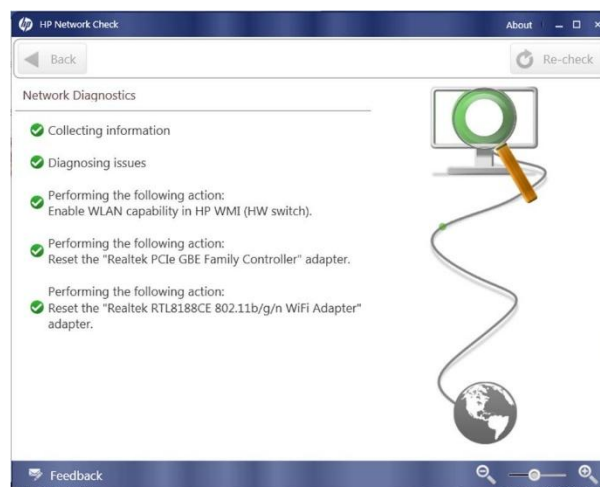 hp HP Network Check
About
Back
Re-check
Network Diagnostics
Collecting information
Diagnosing issues
Performing the following action:
Enable WLAN capability in HP WMI (HW switch).
Performing the following action:
Reset the "Realtek PCIe GBE Family Controller" adapter.
Performing the following action:
Reset the "Realtek RTL8188CE 802.11b/g/n WiFi Adapter"
adapter.
Feedback